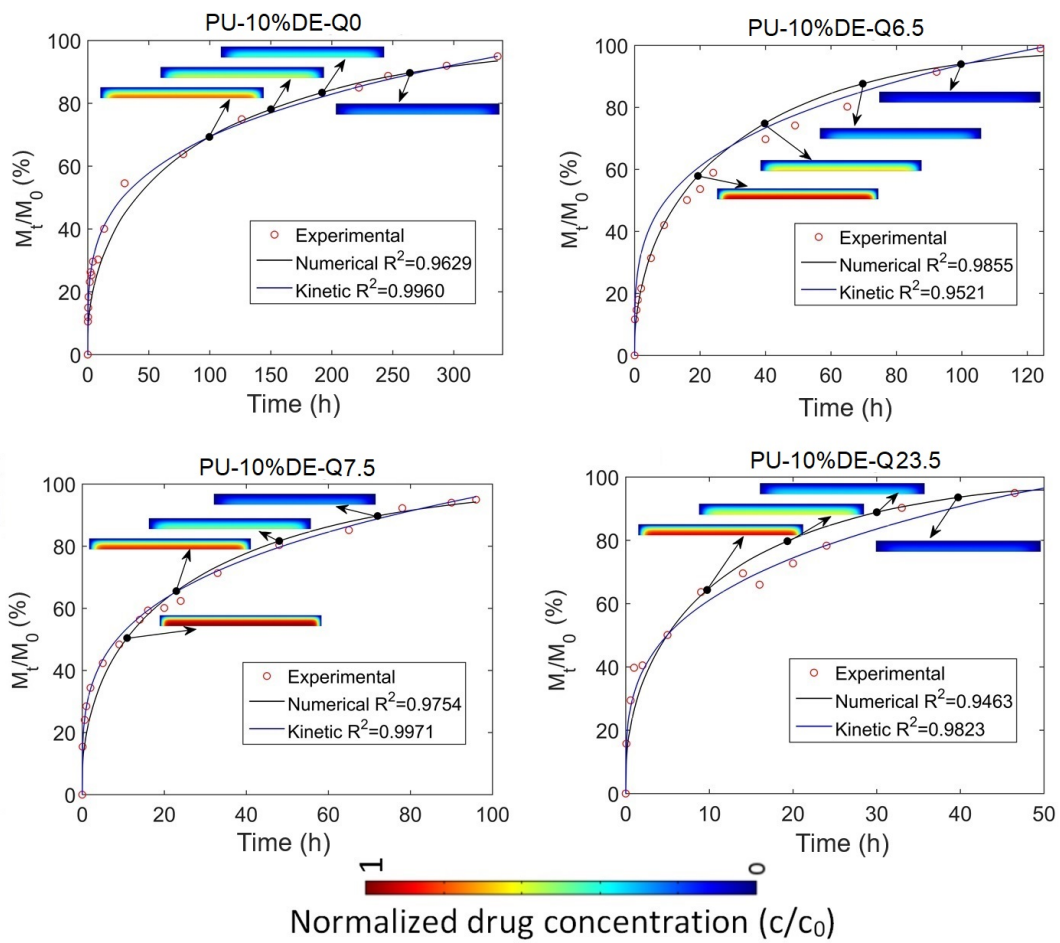 PU-10%DE-Q0
100
80
60
40
20
0
M_t/M_0 (%)
Experimental
Numerical R²=0.9629
Kinetic R²=0.9960
0 50 100 150 200 250 300
Time (h)
PU-10%DE-Q6.5
100
80
60
40
20
0
M_t/M_0 (%)
Experimental
Numerical R²=0.9855
Kinetic R²=0.9521
0 20 40 60 80 100 120
Time (h)
PU-10%DE-Q7.5
100
80
60
40
20
0
M_t/M_0 (%)
Experimental
Numerical R²=0.9754
Kinetic R²=0.9971
0 20 40 60 80 100
Time (h)
PU-10%DE-Q23.5
100
80
60
40
20
0
M_t/M_0 (%)
Experimental
Numerical R²=0.9463
Kinetic R²=0.9823
0 10 20 30 40 50
Time (h)
1 0
Normalized drug concentration (c/c₀)